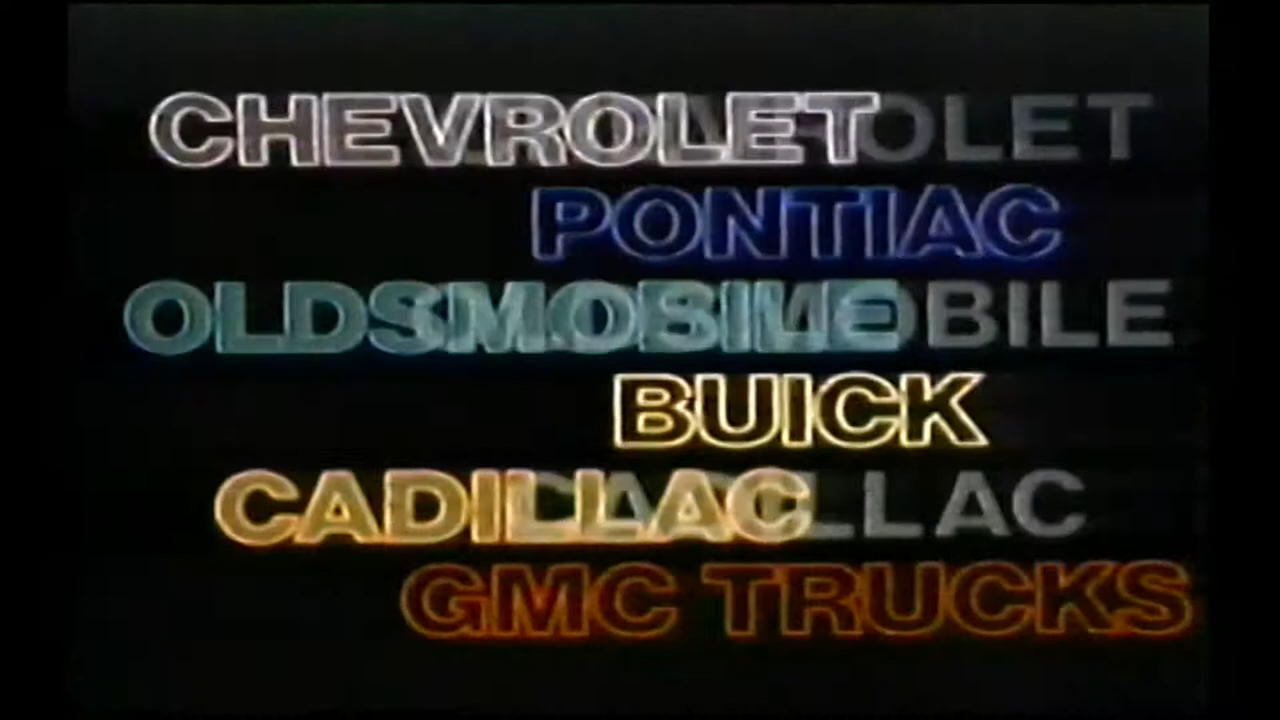 CHEVROLET
PONTIAC
OLDSMOBILE
BUICK
CADILLAC
GMC TRUCKS